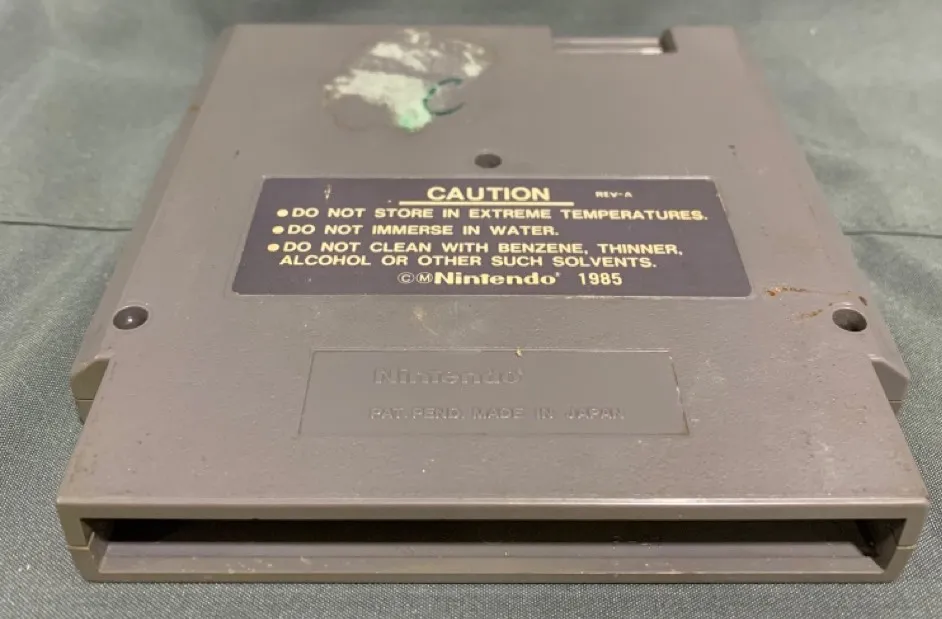 C
CAUTION REV-A
●DO NOT STORE IN EXTREME TEMPERATURES.
●DO NOT IMMERSE IN WATER.
●DO NOT CLEAN WITH BENZENE, THINNER,
ALCOHOL OR OTHER SUCH SOLVENTS.
©ⓂNintendo® 1985
Nintendo®
PAT. PEND. MADE IN JAPAN